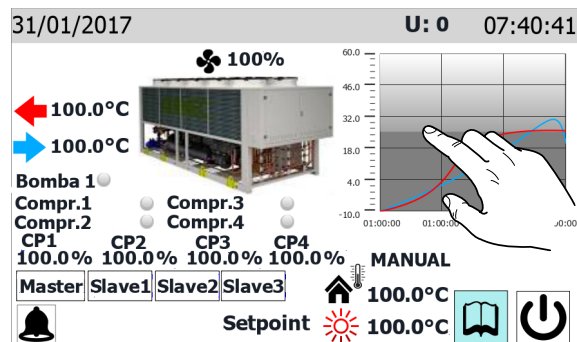 31/01/2017 U: 0 07:40:41
100%
60.0
46.0
32.0
18.0
4.0
-10.0
01:00:00 01:00:00 0:00
100.0°C
100.0°C
Bomba 1
Compr.1 Compr.3
Compr.2 Compr.4
CP1 CP2 CP3 CP4
100.0% 100.0% 100.0% 100.0%
MANUAL
Master Slave1 Slave2 Slave3
100.0°C
Setpoint 100.0°C